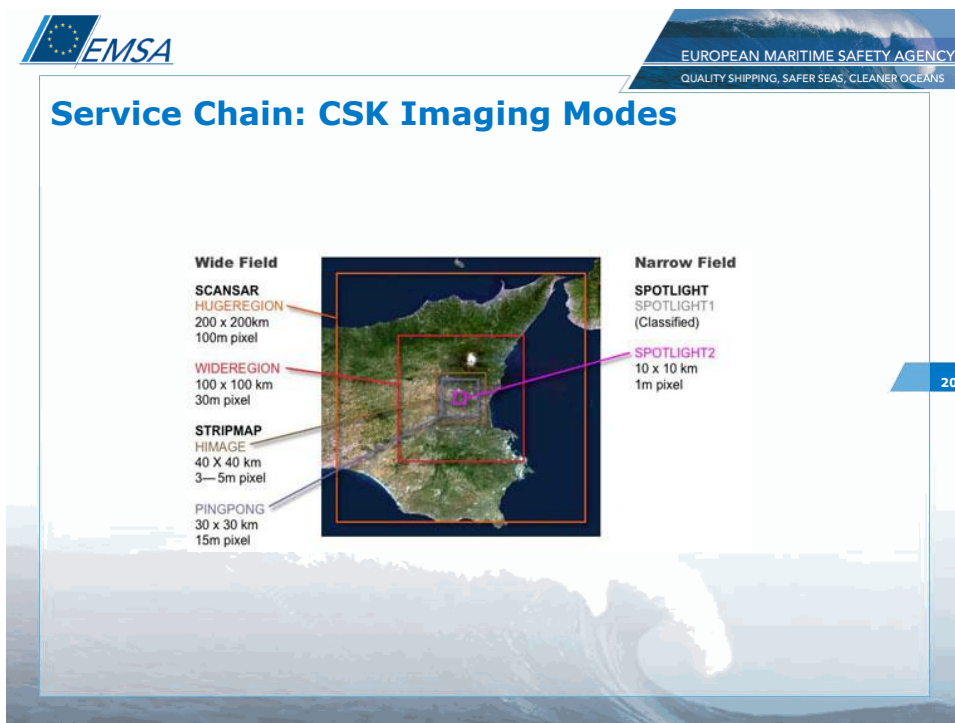 EMSA
EUROPEAN MARITIME SAFETY AGENCY
QUALITY SHIPPING, SAFER SEAS, CLEANER OCEANS
Service Chain: CSK Imaging Modes
Wide Field
SCANSAR
HUGEREGION
200 x 200km
100m pixel
WIDEREGION
100 x 100 km
30m pixel
STRIPMAP
HIMAGE
40 X 40 km
3—5m pixel
PINGPONG
30 x 30 km
15m pixel
Narrow Field
SPOTLIGHT
SPOTLIGHT1
(Classified)
SPOTLIGHT2
10 x 10 km
1m pixel
20